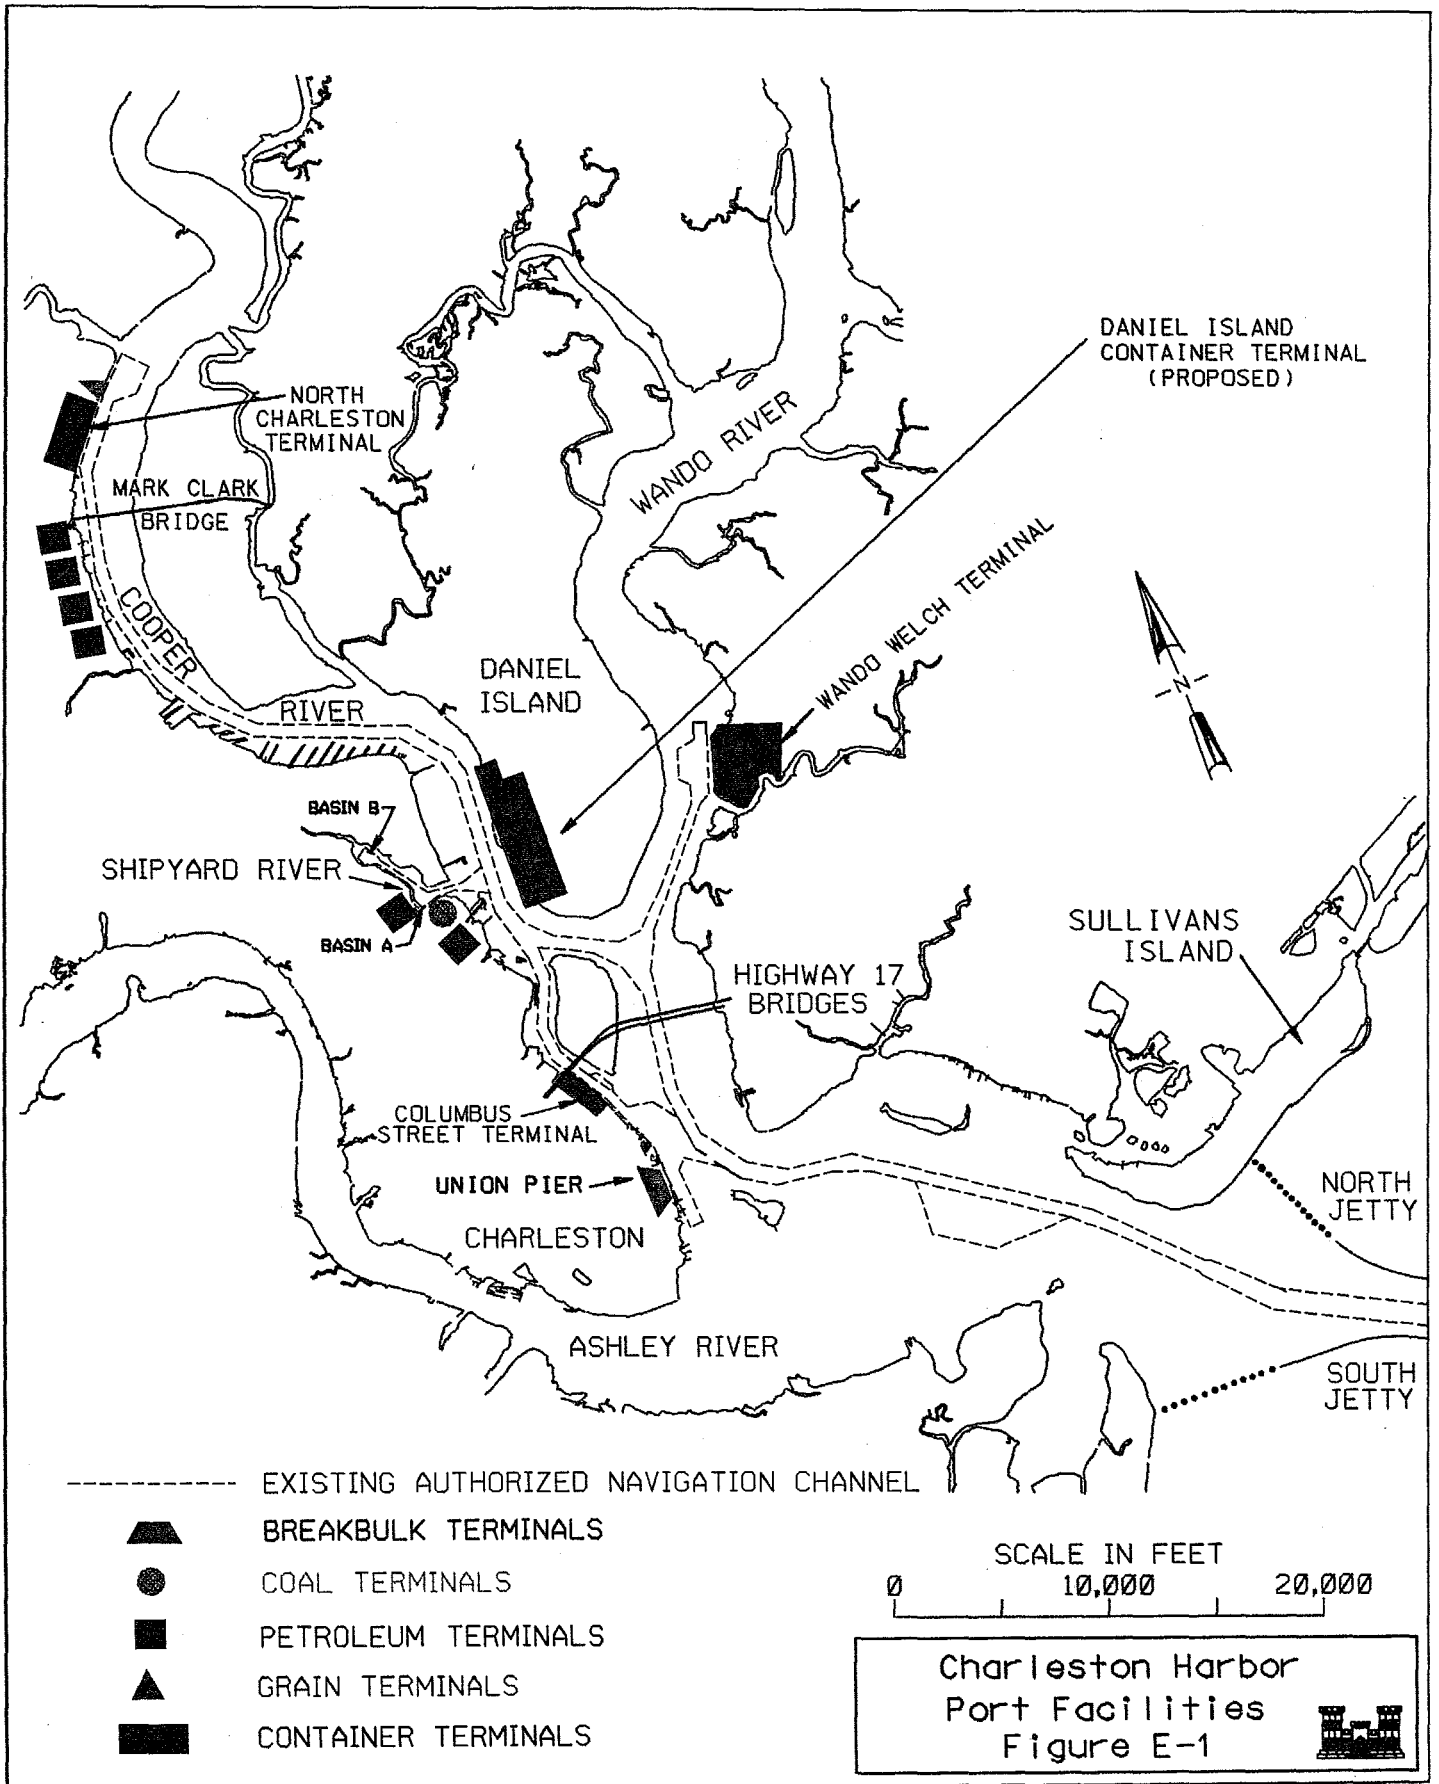 DANIEL ISLAND
CONTAINER TERMINAL
(PROPOSED)
NORTH
CHARLESTON
TERMINAL
WANDO RIVER
MARK CLARK
BRIDGE
WANDO WELCH TERMINAL
COOPER
RIVER
DANIEL
ISLAND
N
BASIN B
SHIPYARD RIVER
BASIN A
SULLIVANS
ISLAND
HIGHWAY 17
BRIDGES
COLUMBUS
STREET TERMINAL
UNION PIER
CHARLESTON
NORTH
JETTY
ASHLEY RIVER
SOUTH
JETTY
EXISTING AUTHORIZED NAVIGATION CHANNEL
BREAKBULK TERMINALS
COAL TERMINALS
PETROLEUM TERMINALS
GRAIN TERMINALS
CONTAINER TERMINALS
SCALE IN FEET
0 10,000 20,000
Charleston Harbor
Port Facilities
Figure E-1